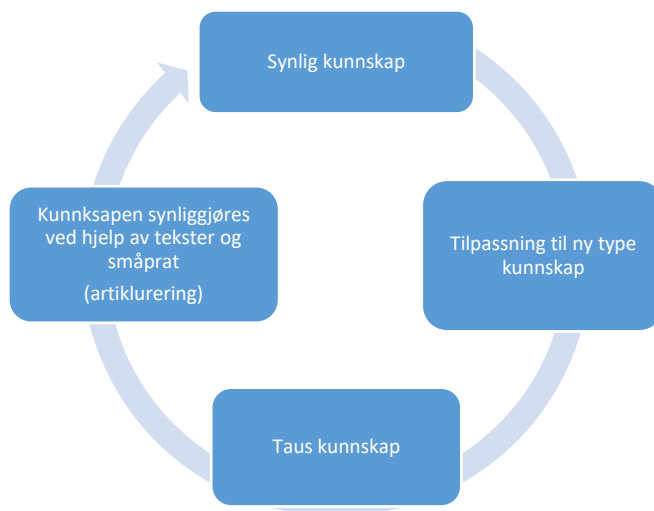 Synlig kunnskap
Tilpassning til ny type
kunnskap
Taus kunnskap
Kunnksapen synliggjøres
ved hjelp av tekster og
småprat
(artiklurering)